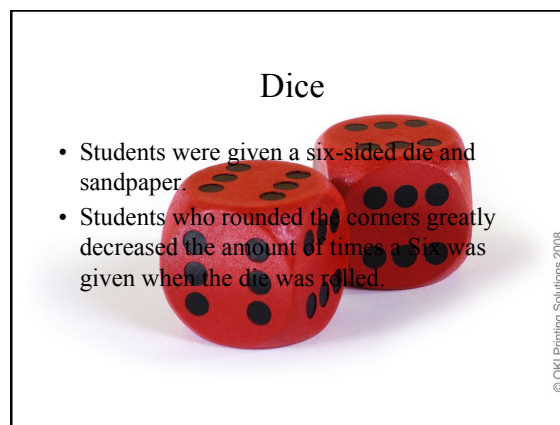 Dice
• Students were given a six-sided die and
sandpaper.
• Students who rounded the corners greatly
decreased the amount of times a Six was
given when the die was rolled.
© OKI Printing Solutions 2008